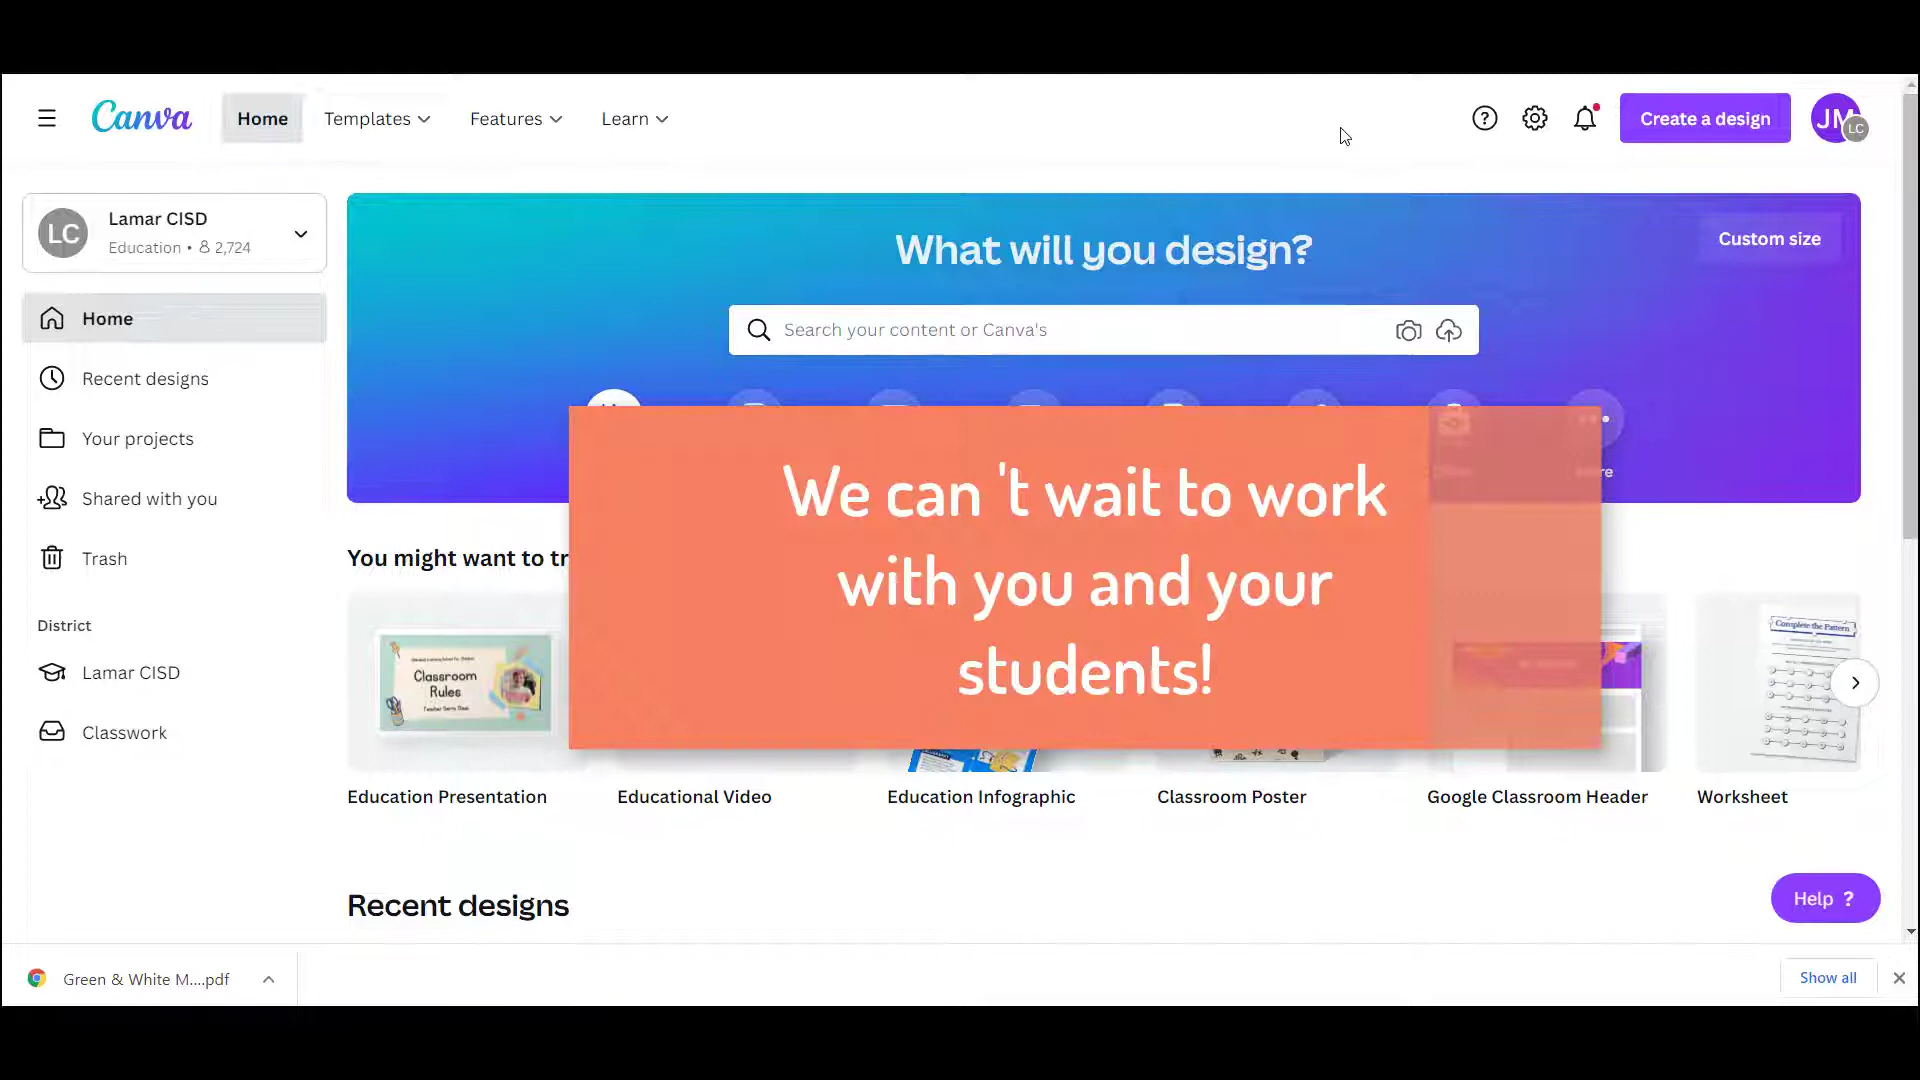 Canva
Home
Templates
Features
Learn
Create a design
JM
LC
LC
Lamar CISD
Education • 2,724
Home
Recent designs
Your projects
Shared with you
Trash
District
Lamar CISD
Classwork
What will you design?
Custom size
Search your content or Canva's
re
We can 't wait to work
with you and your
students!
You might want to tr
Classroom
Rules
Complete the Pattern
Education Presentation
Educational Video
Education Infographic
Classroom Poster
Google Classroom Header
Worksheet
Recent designs
Help ?
Green & White M....pdf
Show all